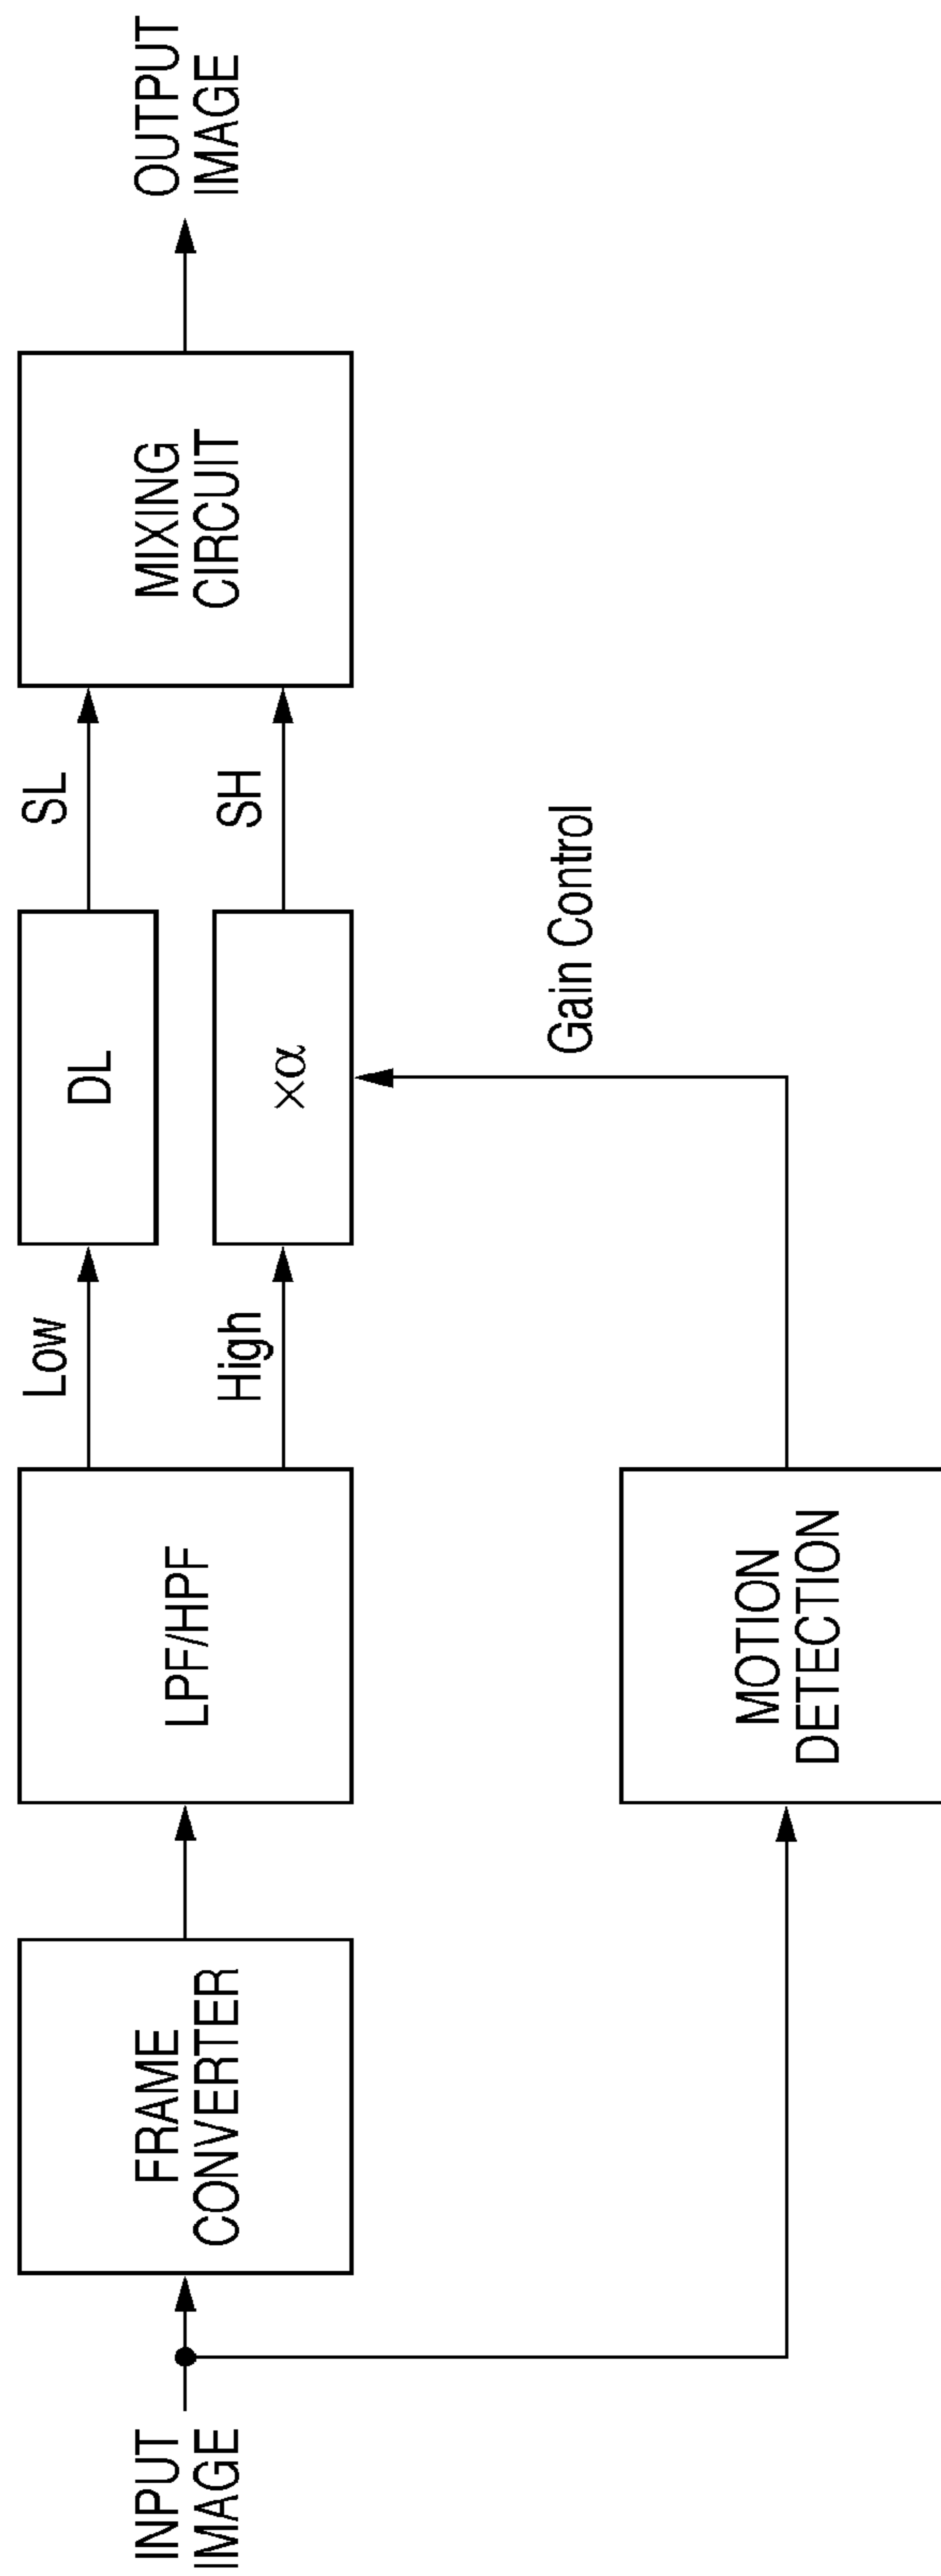 INPUT
IMAGE
FRAME
CONVERTER
LPF/HPF
Low
High
DL
×α
SL
SH
MIXING
CIRCUIT
OUTPUT
IMAGE
MOTION
DETECTION
Gain Control